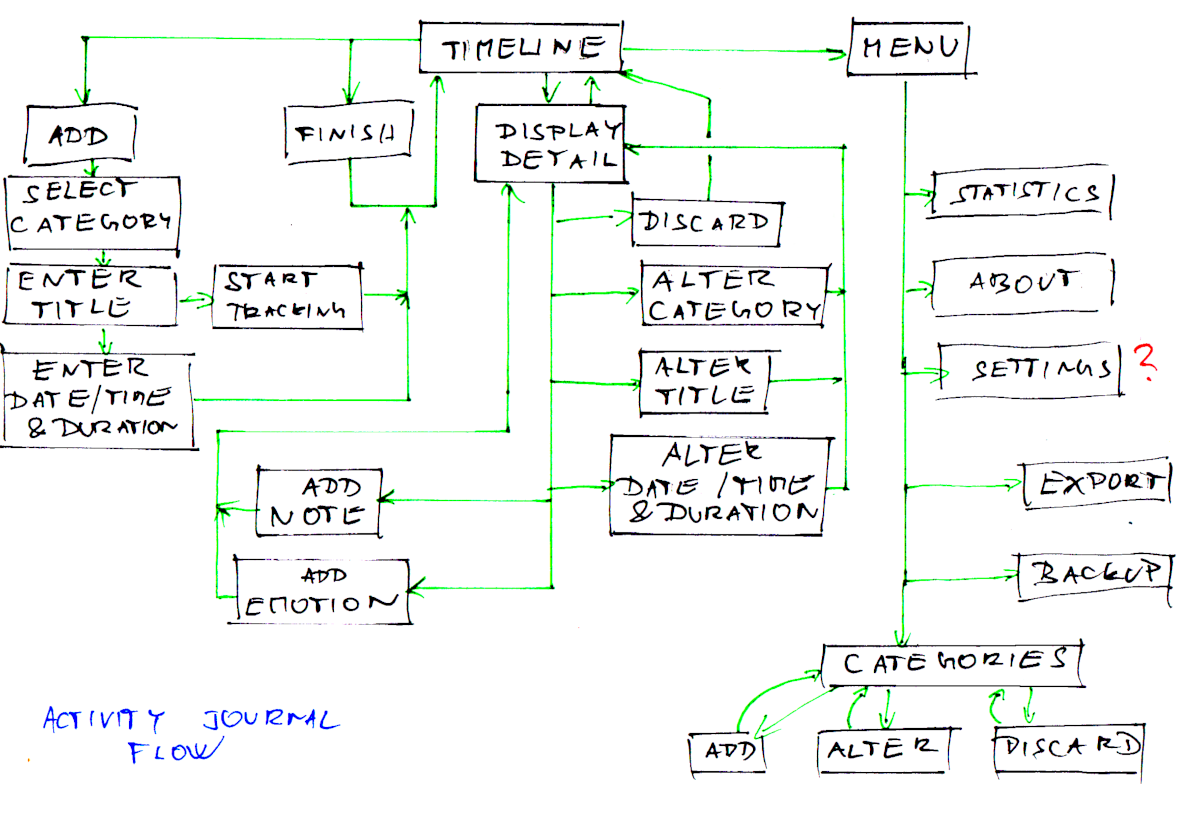 TIMELINE
MENU
ADD
FINISH
DISPLAY
DETAIL
SELECT
CATEGORY
STATISTICS
DISCARD
ENTER
TITLE
START
TRACKING
ALTER
CATEGORY
ABOUT
ENTER
DATE/TIME
& DURATION
ALTER
TITLE
SETTINGS ?
ALTER
DATE/TIME
& DURATION
ADD
NOTE
EXPORT
ADD
EMOTION
BACKUP
CATEGORIES
ACTIVITY JOURNAL
FLOW
ADD
ALTER
DISCARD